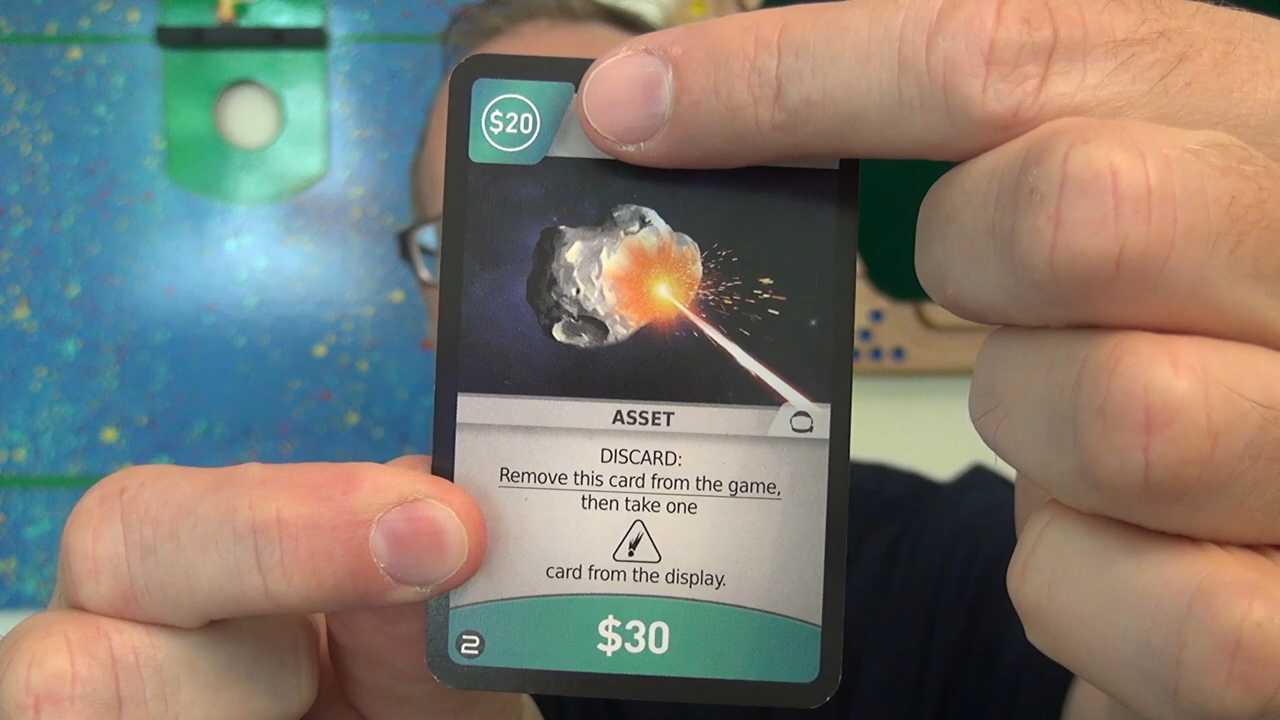 $20
ASSET
DISCARD:
Remove this card from the game,
then take one
card from the display.
$30
2